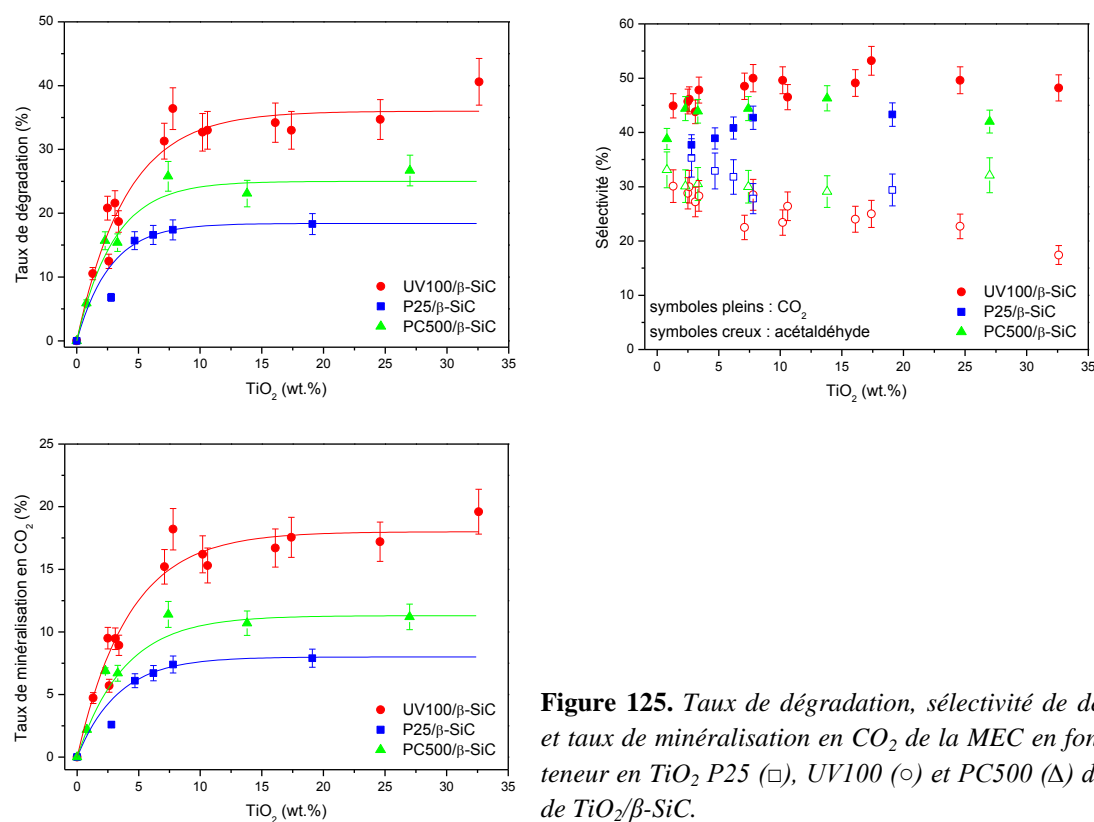 50
40
30
20
10
0
Taux de dégradation (%)
UV100/β-SiC
P25/β-SiC
PC500/β-SiC
0 5 10 15 20 25 30 35
TiO₂ (wt.%)
60
50
40
30
20
10
0
Sélectivité (%)
symboles pleins : CO₂
symboles creux : acétaldéhyde
UV100/β-SiC
P25/β-SiC
PC500/β-SiC
0 5 10 15 20 25 30 35
TiO₂ (wt.%)
25
20
15
10
5
0
Taux de minéralisation en CO₂ (%)
UV100/β-SiC
P25/β-SiC
PC500/β-SiC
0 5 10 15 20 25 30 35
TiO₂ (wt.%)
Figure 125. Taux de dégradation, sélectivité de
et taux de minéralisation en CO₂ de la MEC en
teneur en TiO₂ P25 (□), UV100 (○) et PC500 (Δ)
de TiO₂/β-SiC.